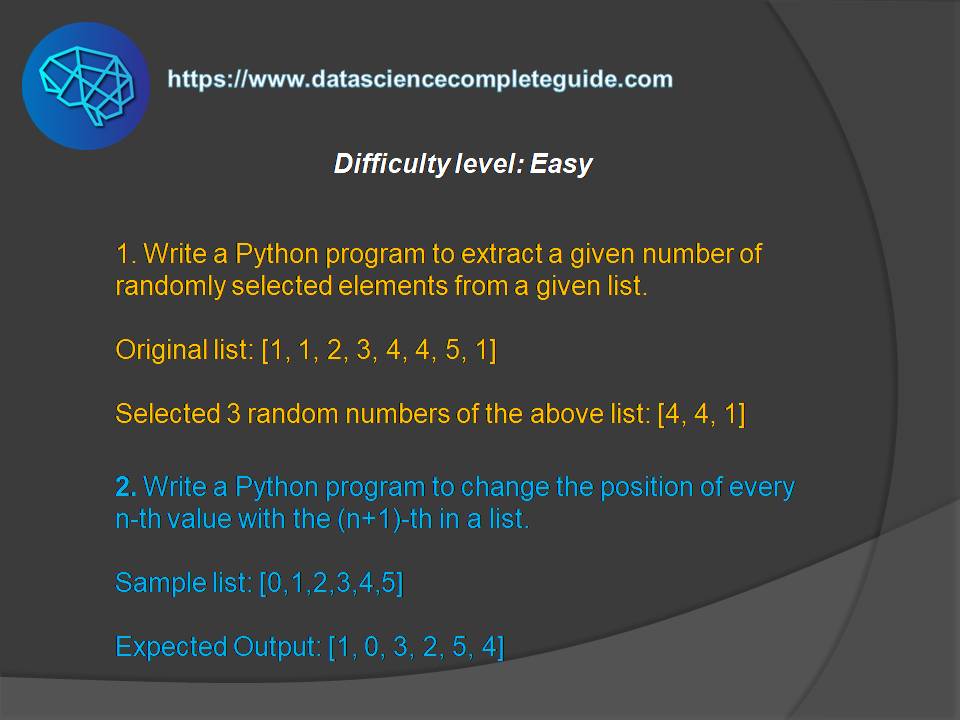 https://www.datasciencecompleteguide.com
Difficulty level: Easy
1. Write a Python program to extract a given number of
randomly selected elements from a given list.
Original list: [1, 1, 2, 3, 4, 4, 5, 1]
Selected 3 random numbers of the above list: [4, 4, 1]
2. Write a Python program to change the position of every
n-th value with the (n+1)-th in a list.
Sample list: [0,1,2,3,4,5]
Expected Output: [1, 0, 3, 2, 5, 4]